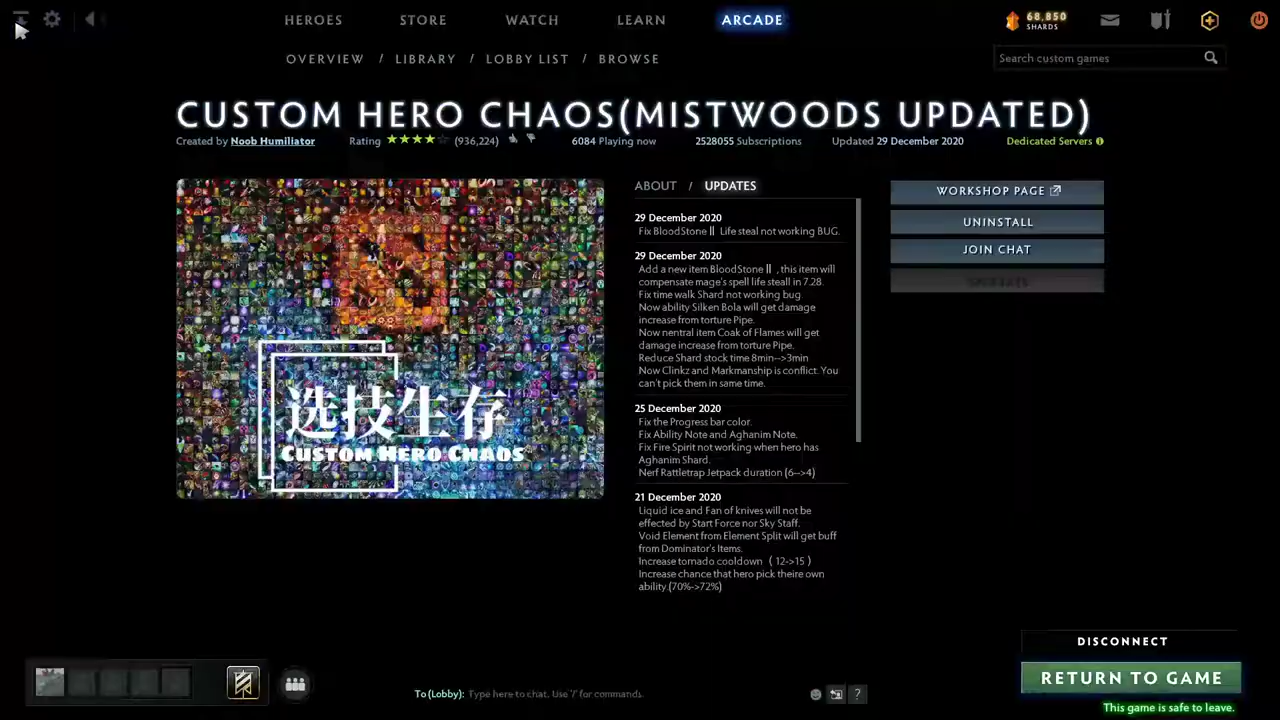 HEROES STORE WATCH LEARN ARCADE
68,850
SHARDS
OVERVIEW / LIBRARY / LOBBY LIST / BROWSE
Search custom games
CUSTOM HERO CHAOS(MISTWOODS UPDATED)
Created by Noob Humiliator Rating (936,224) 6084 Playing now 2528055 Subscriptions Updated 29 December 2020 Dedicated Servers
ABOUT / UPDATES
29 December 2020
Fix BloodStone Ⅱ Life steal not working BUG.
29 December 2020
Add a new item BloodStone Ⅱ , this item will
compensate mage's spell life steall in 7.28.
Fix time walk Shard not working bug.
Now ability Silken Bola will get damage
increase from torture Pipe.
Now nentral item Coak of Flames will get
damage increase from torture Pipe.
Reduce Shard stock time 8min-->3min
Now Clinkz and Markmanship is conflict. You
can't pick them in same time.
25 December 2020
Fix the Progress bar color.
Fix Ability Note and Aghanim Note.
Fix Fire Spirit not working when hero has
Aghanim Shard.
Nerf Rattletrap Jetpack duration (6-->4)
21 December 2020
Liquid ice and Fan of knives will not be
effected by Start Force nor Sky Staff.
Void Element from Element Split will get buff
from Dominator's Items.
Increase tornado cooldown （12->15）
Increase chance that hero pick theire own
ability.(70%->72%)
WORKSHOP PAGE
UNINSTALL
JOIN CHAT
选技生存
CUSTOM HERO CHAOS
DISCONNECT
RETURN TO GAME
This game is safe to leave.
To (Lobby): Type here to chat. Use '/' for commands.
?